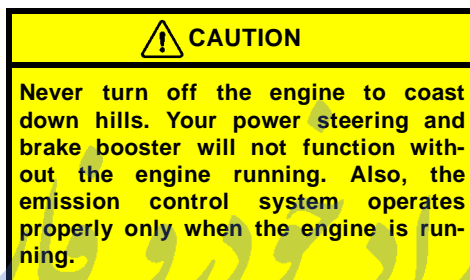 CAUTION
Never turn off the engine to coast
down hills. Your power steering and
brake booster will not function with-
out the engine running. Also, the
emission control system operates
properly only when the engine is run-
ning.